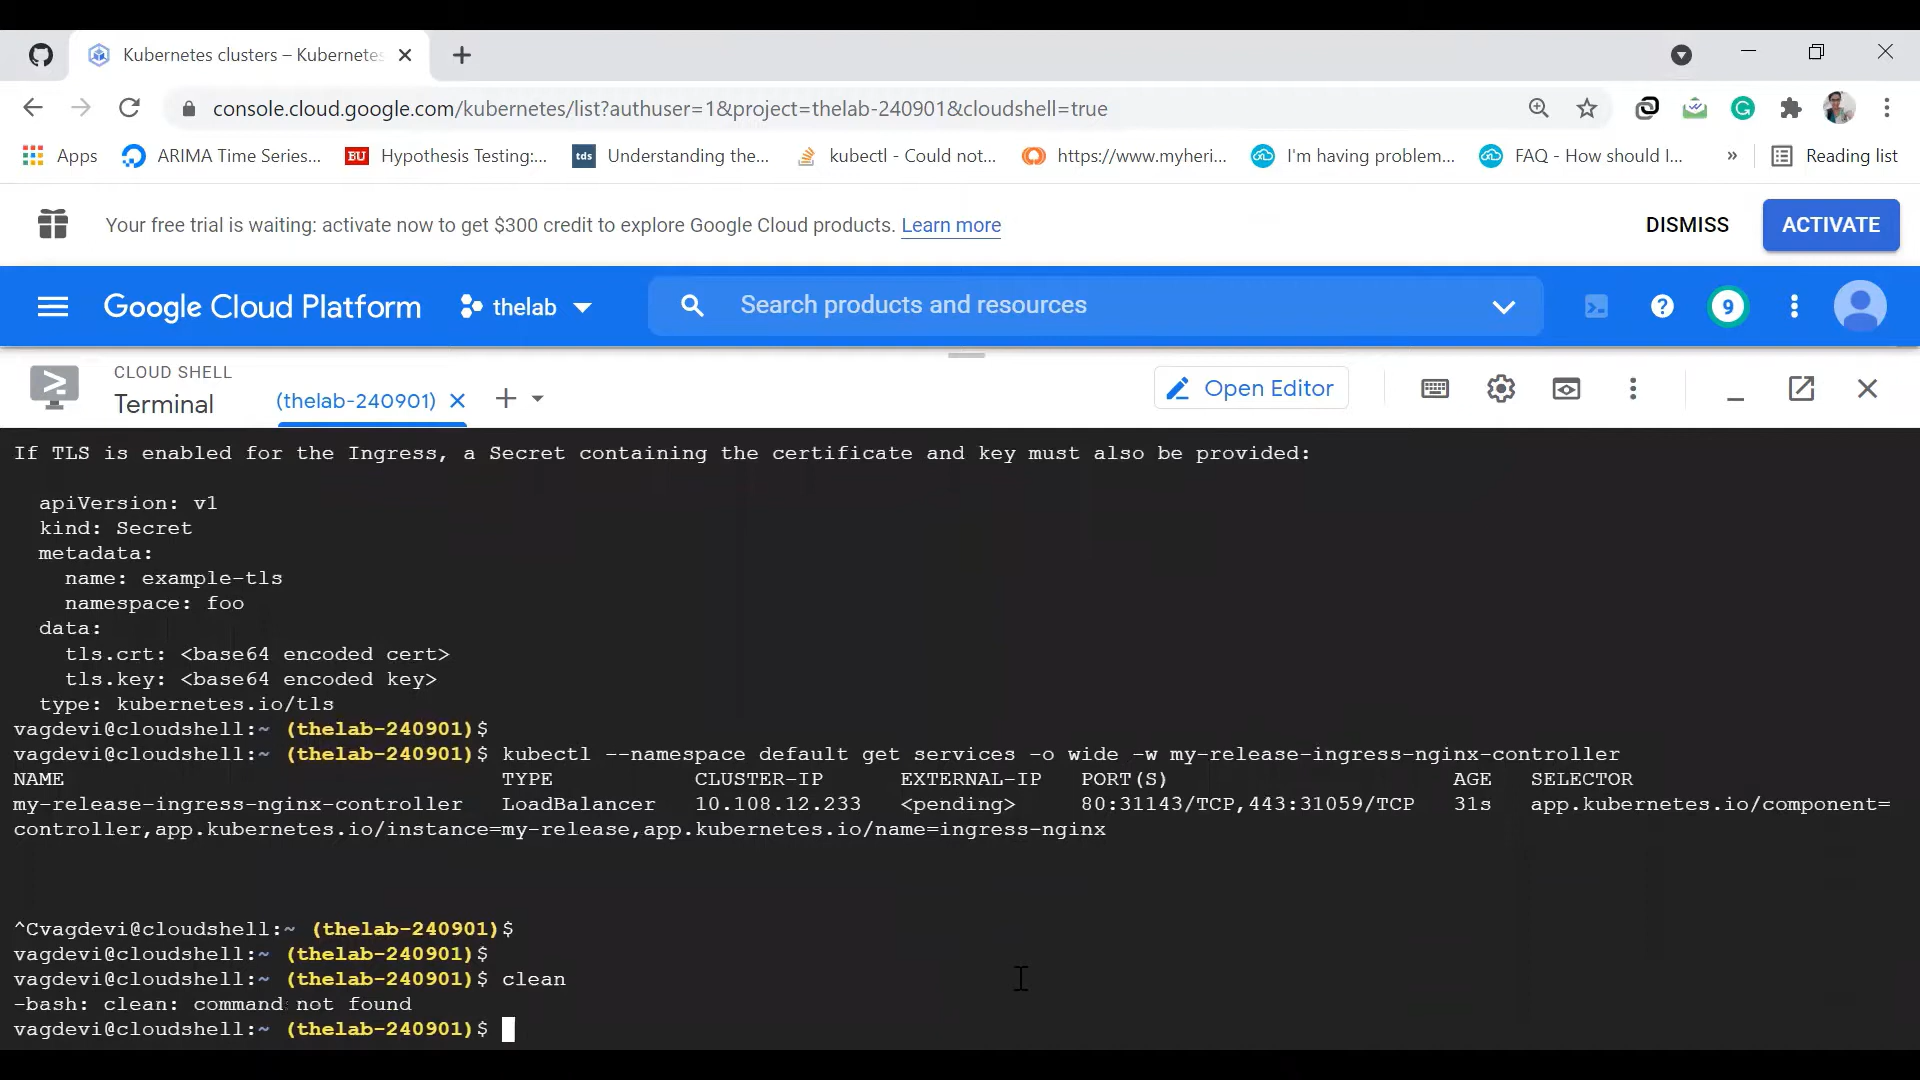 Kubernetes clusters – Kubernetes
console.cloud.google.com/kubernetes/list?authuser=1&project=thelab-240901&cloudshell=true
Apps ARIMA Time Series... BU Hypothesis Testing:... tds Understanding the... kubectl - Could not... https://www.myheri... I'm having problem... FAQ - How should I... » Reading list
Your free trial is waiting: activate now to get $300 credit to explore Google Cloud products. Learn more DISMISS ACTIVATE
Google Cloud Platform thelab Search products and resources ? 9
CLOUD SHELL
Terminal (thelab-240901) Open Editor
If TLS is enabled for the Ingress, a Secret containing the certificate and key must also be provided:
apiVersion: v1
kind: Secret
metadata:
name: example-tls
namespace: foo
data:
tls.crt: <base64 encoded cert>
tls.key: <base64 encoded key>
type: kubernetes.io/tls
vagdevi@cloudshell:~ (thelab-240901)$
vagdevi@cloudshell:~ (thelab-240901)$ kubectl --namespace default get services -o wide -w my-release-ingress-nginx-controller
NAME TYPE CLUSTER-IP EXTERNAL-IP PORT(S) AGE SELECTOR
my-release-ingress-nginx-controller LoadBalancer 10.108.12.233 <pending> 80:31143/TCP,443:31059/TCP 31s app.kubernetes.io/component=
controller,app.kubernetes.io/instance=my-release,app.kubernetes.io/name=ingress-nginx
^Cvagdevi@cloudshell:~ (thelab-240901)$
vagdevi@cloudshell:~ (thelab-240901)$
vagdevi@cloudshell:~ (thelab-240901)$ clean
-bash: clean: command not found
vagdevi@cloudshell:~ (thelab-240901)$